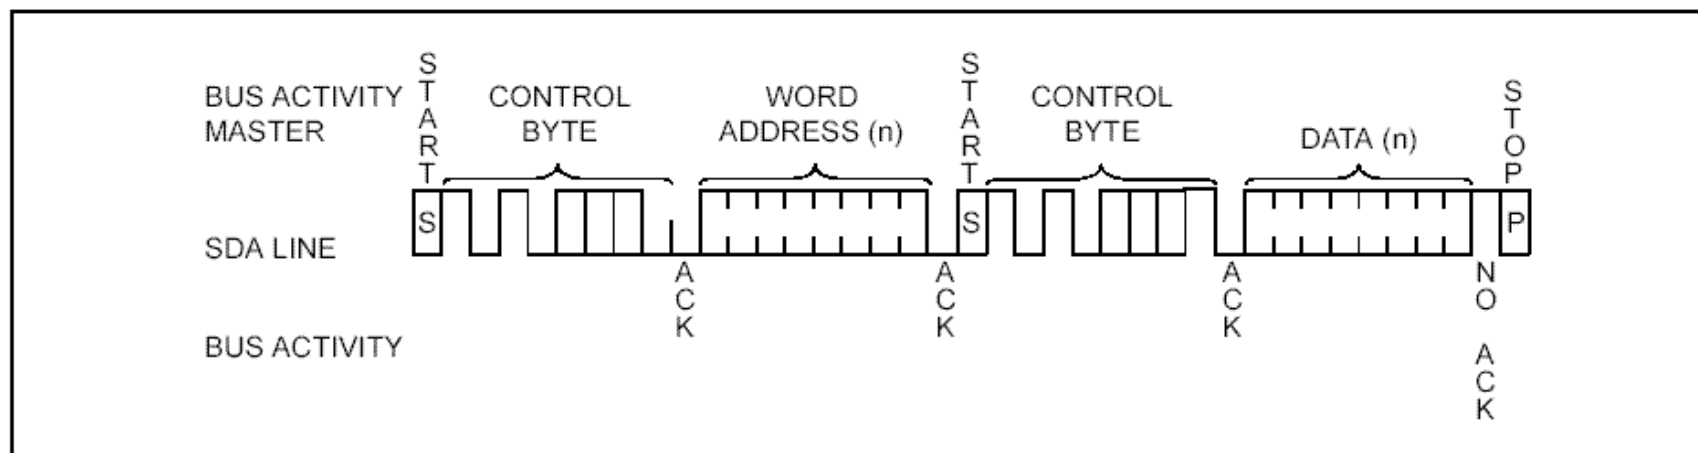 BUS ACTIVITY
MASTER
START
CONTROL
BYTE
WORD
ADDRESS (n)
START
CONTROL
BYTE
DATA (n)
STOP
SDA LINE
S
S
P
BUS ACTIVITY
ACK
ACK
ACK
NO ACK